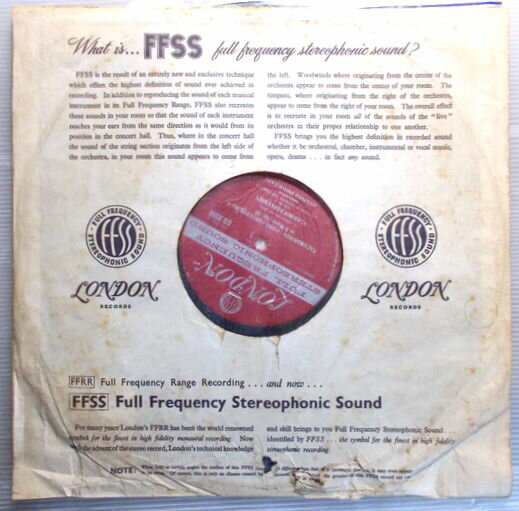 What is... FFSS full frequency stereophonic sound?
FFSS is the result of an entirely new and exclusive technique
which offers the highest definition of sound ever achieved in
recording. In addition to reproducing the sound of each musical
instrument in its Full Frequency Range, FFSS also recreates
these sounds in your room so that the sound of each instrument
reaches your ears from the same direction as it would from its
position in the concert hall. Thus, where in the concert hall
the sound of the string section originates from the left side of
the orchestra, in your room this sound appears to come from
the left. Woodwinds where originating from the center of the
orchestra appear to come from the center of your room. The
timpani, where originating from the right of the orchestra,
appear to come from the right of your room. The overall effect
is to recreate in your room all of the sounds of the "live"
orchestra in their proper relationship to one another.
FFSS brings you the highest definition in recorded sound
whether it be orchestral, chamber, instrumental or vocal music,
opera, drama ... in fact any sound.
FULL FREQUENCY
FFSS
STEREOPHONIC SOUND
LONDON
RECORDS
FULL FREQUENCY
STEREOPHONIC SOUND
LONDON
FFSS
FULL FREQUENCY
FFSS
STEREOPHONIC SOUND
LONDON
RECORDS
FFRR Full Frequency Range Recording ... and now ...
FFSS Full Frequency Stereophonic Sound
For many years London's FFRR has been the world renowned
symbol for the finest in high fidelity monaural recording. Now
the advent of the stereo record, London's technical knowledge
and skill brings to you Full Frequency Stereophonic Sound
identified by FFSS ... the symbol for the finest in high fidelity
stereophonic recording.
NOTE: